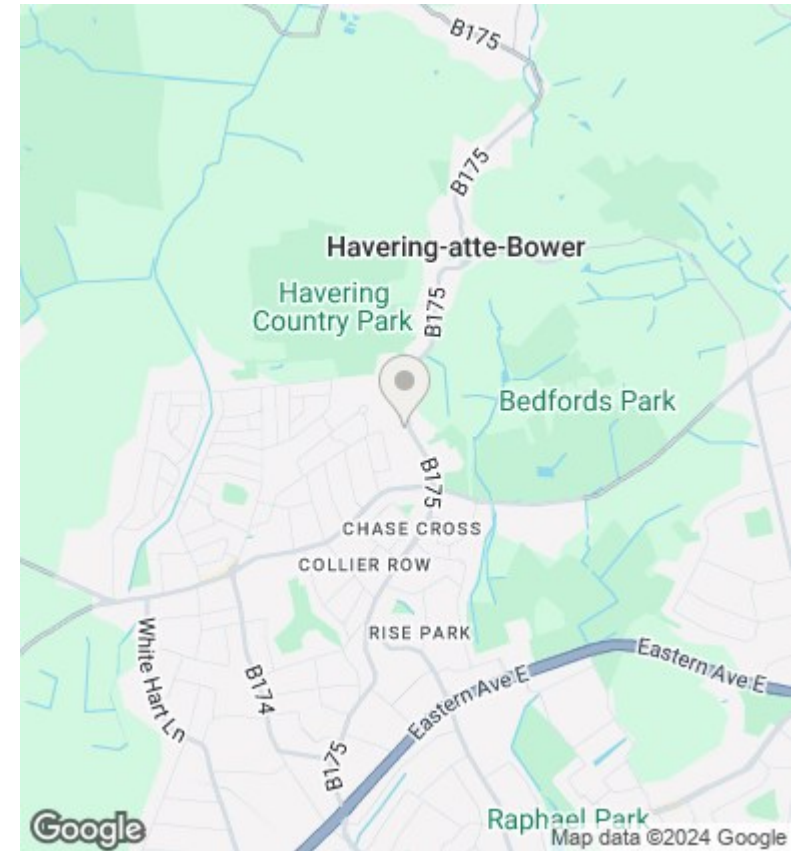 B175
B175
Havering-atte-Bower
Havering
Country Park
B175
Bedfords Park
B175
CHASE CROSS
COLLIER ROW
RISE PARK
White Hart Ln
B174
Eastern Ave E
Eastern Ave E
B175
Raphael Park
Google
Map data ©2024 Google